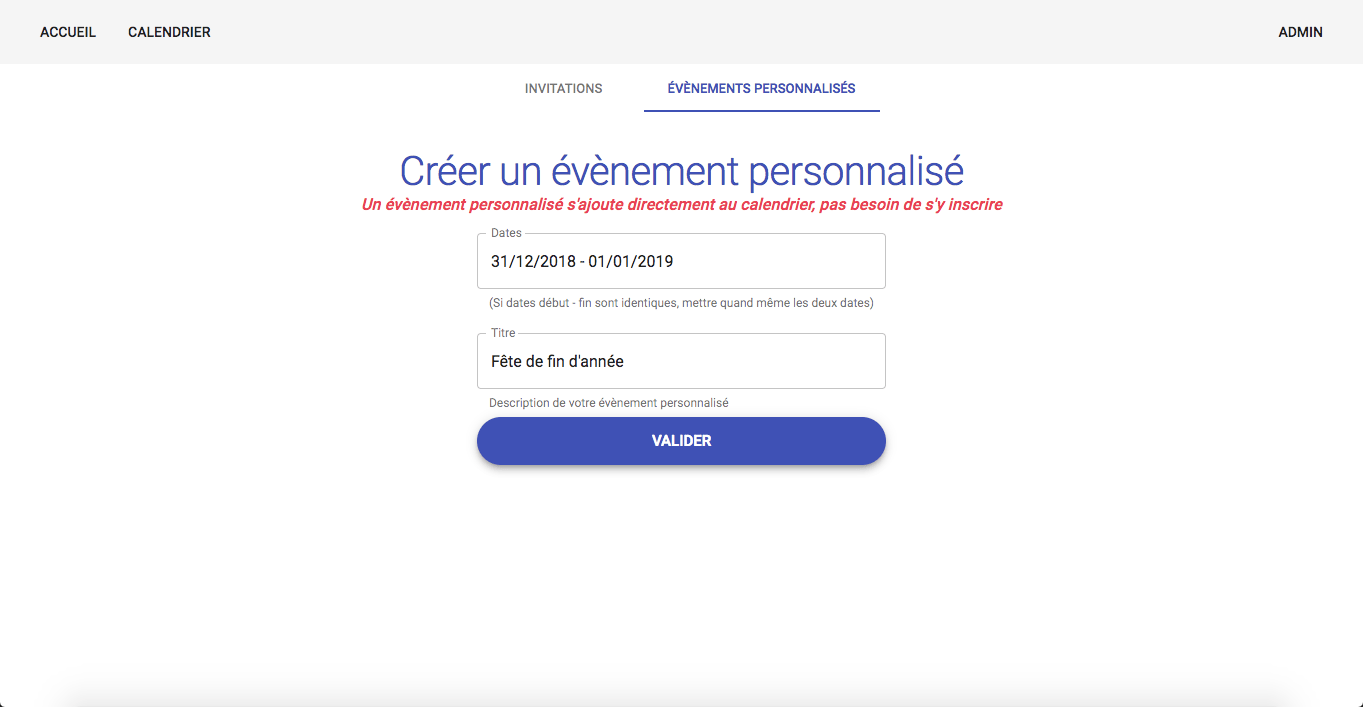 ACCUEIL CALENDRIER ADMIN
INVITATIONS ÉVÈNEMENTS PERSONNALISÉS
Créer un évènement personnalisé
Un évènement personnalisé s'ajoute directement au calendrier, pas besoin de s'y inscrire
Dates
31/12/2018 - 01/01/2019
(Si dates début - fin sont identiques, mettre quand même les deux dates)
Titre
Fête de fin d'année
Description de votre évènement personnalisé
VALIDER